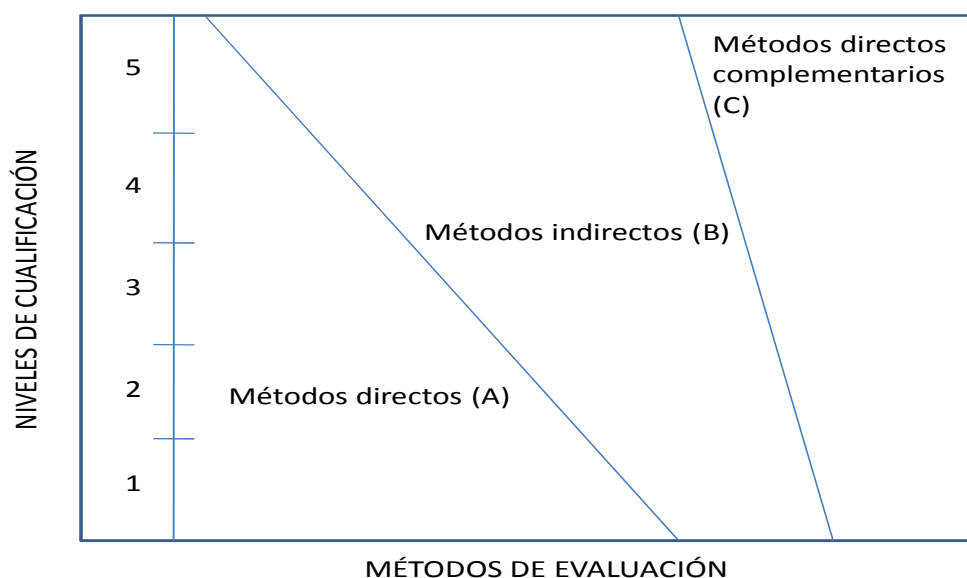 NIVELES DE CUALIFICACIÓN
5
4
3
2
1
Métodos directos
complementarios
(C)
Métodos indirectos (B)
Métodos directos (A)
MÉTODOS DE EVALUACIÓN